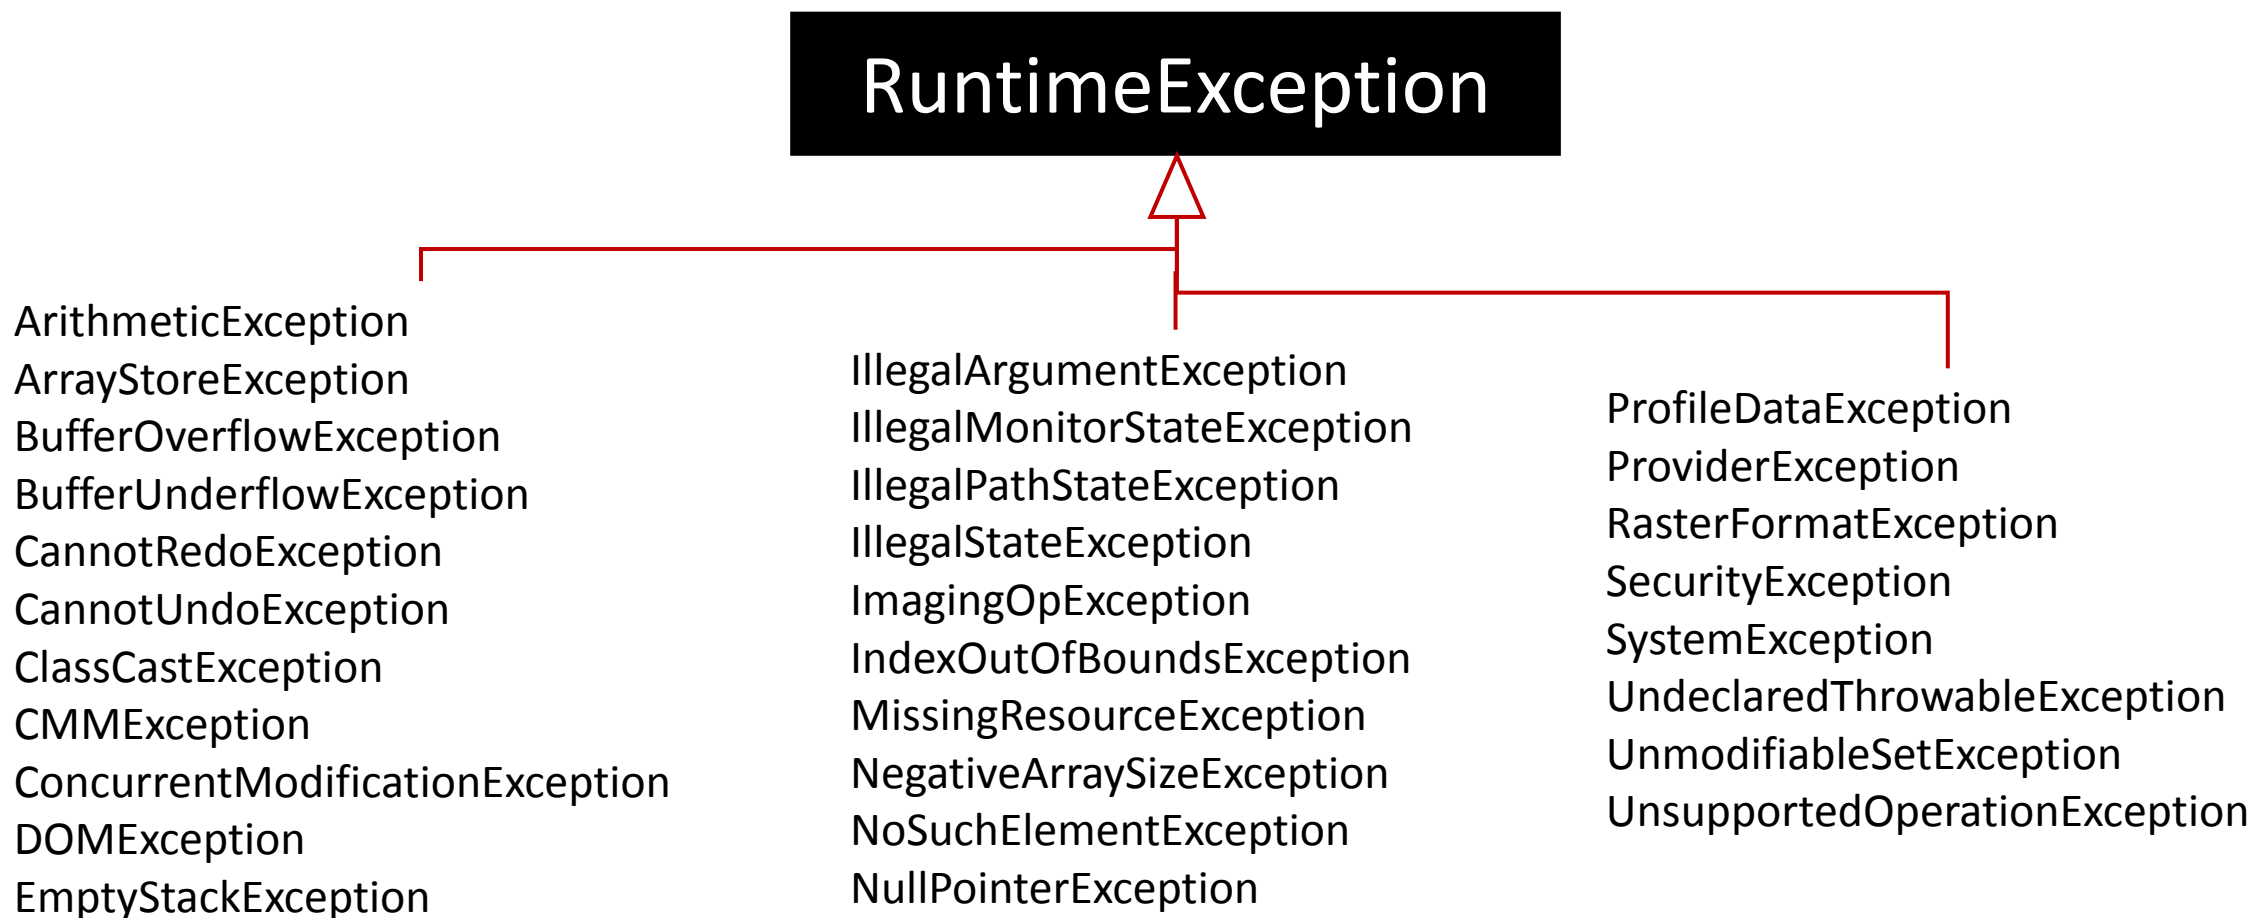 RuntimeException
ArithmeticException
ArrayStoreException
BufferOverflowException
BufferUnderflowException
CannotRedoException
CannotUndoException
ClassCastException
CMMException
ConcurrentModificationException
DOMException
EmptyStackException
IllegalArgumentException
IllegalMonitorStateException
IllegalPathStateException
IllegalStateException
ImagingOpException
IndexOutOfBoundsException
MissingResourceException
NegativeArraySizeException
NoSuchElementException
NullPointerException
ProfileDataException
ProviderException
RasterFormatException
SecurityException
SystemException
UndeclaredThrowableException
UnmodifiableSetException
UnsupportedOperationException